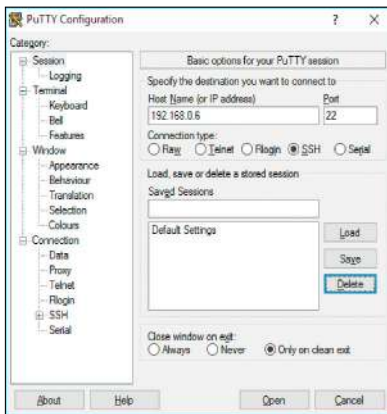 PuTTY Configuration
? X
Category:
Session
Logging
Terminal
Keyboard
Bell
Features
Window
Appearance
Behaviour
Translation
Selection
Colours
Connection
Data
Proxy
Telnet
Rlogin
SSH
Serial
Basic options for your PuTTY session
Specify the destination you want to connect to
Host Name (or IP address) Port
192.168.0.6 22
Connection type:
Raw Telnet Rlogin SSH Serial
Load, save or delete a stored session
Saved Sessions
Default Settings
Load
Save
Delete
Close window on exit:
Always Never Only on clean exit
About Help Open Cancel